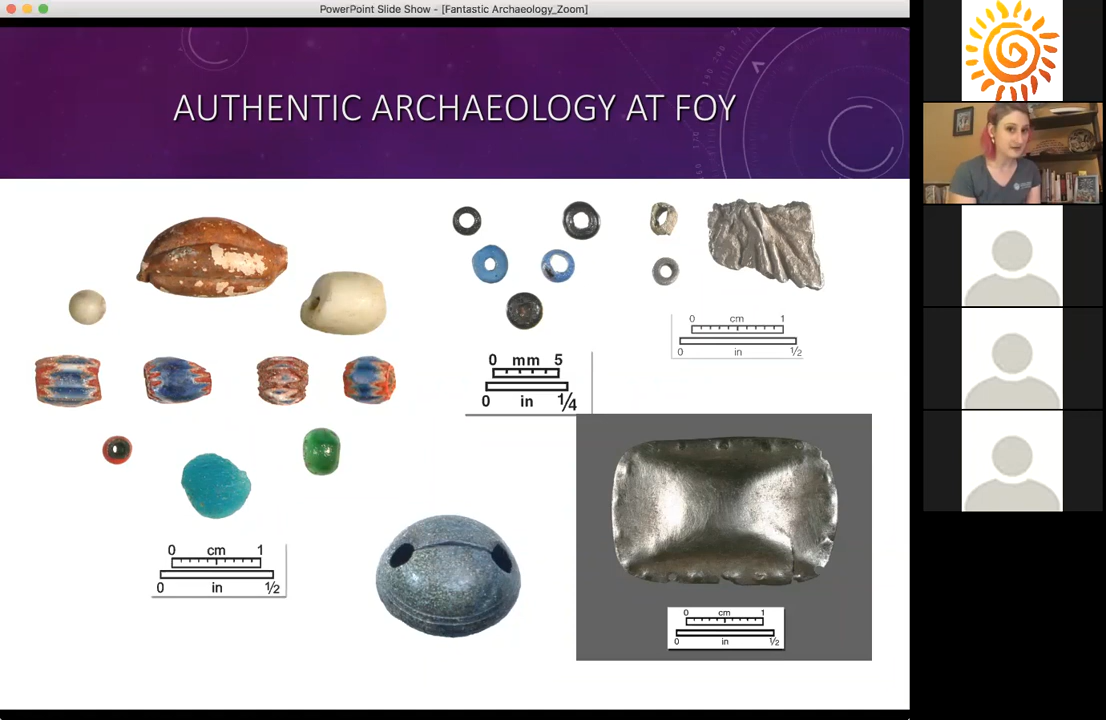 PowerPoint Slide Show - [Fantastic Archaeology_Zoom]
AUTHENTIC ARCHAEOLOGY AT FOY
0 cm 1
0 in 1/2
0 mm 5
0 in 1/4
0 cm 1
0 in 1/2
0 cm 1
0 in 1/2